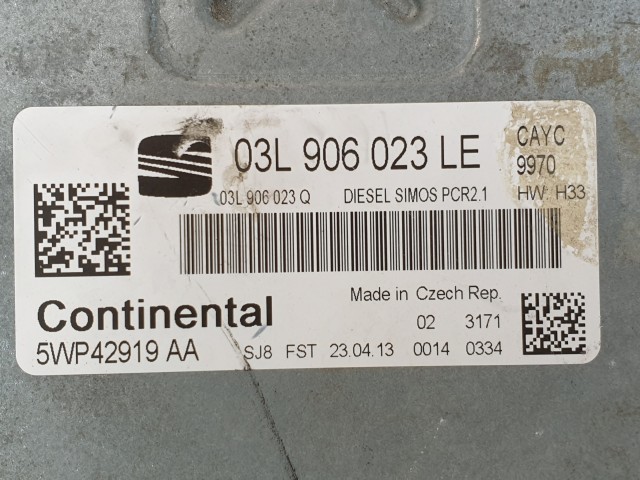 03L 906 023 LE
CAYC
9970
HW: H33
03L 906 023 Q DIESEL SIMOS PCR2.1
Continental
Made in Czech Rep.
02 3171
5WP42919 AA SJ8 FST 23.04.13 0014 0334